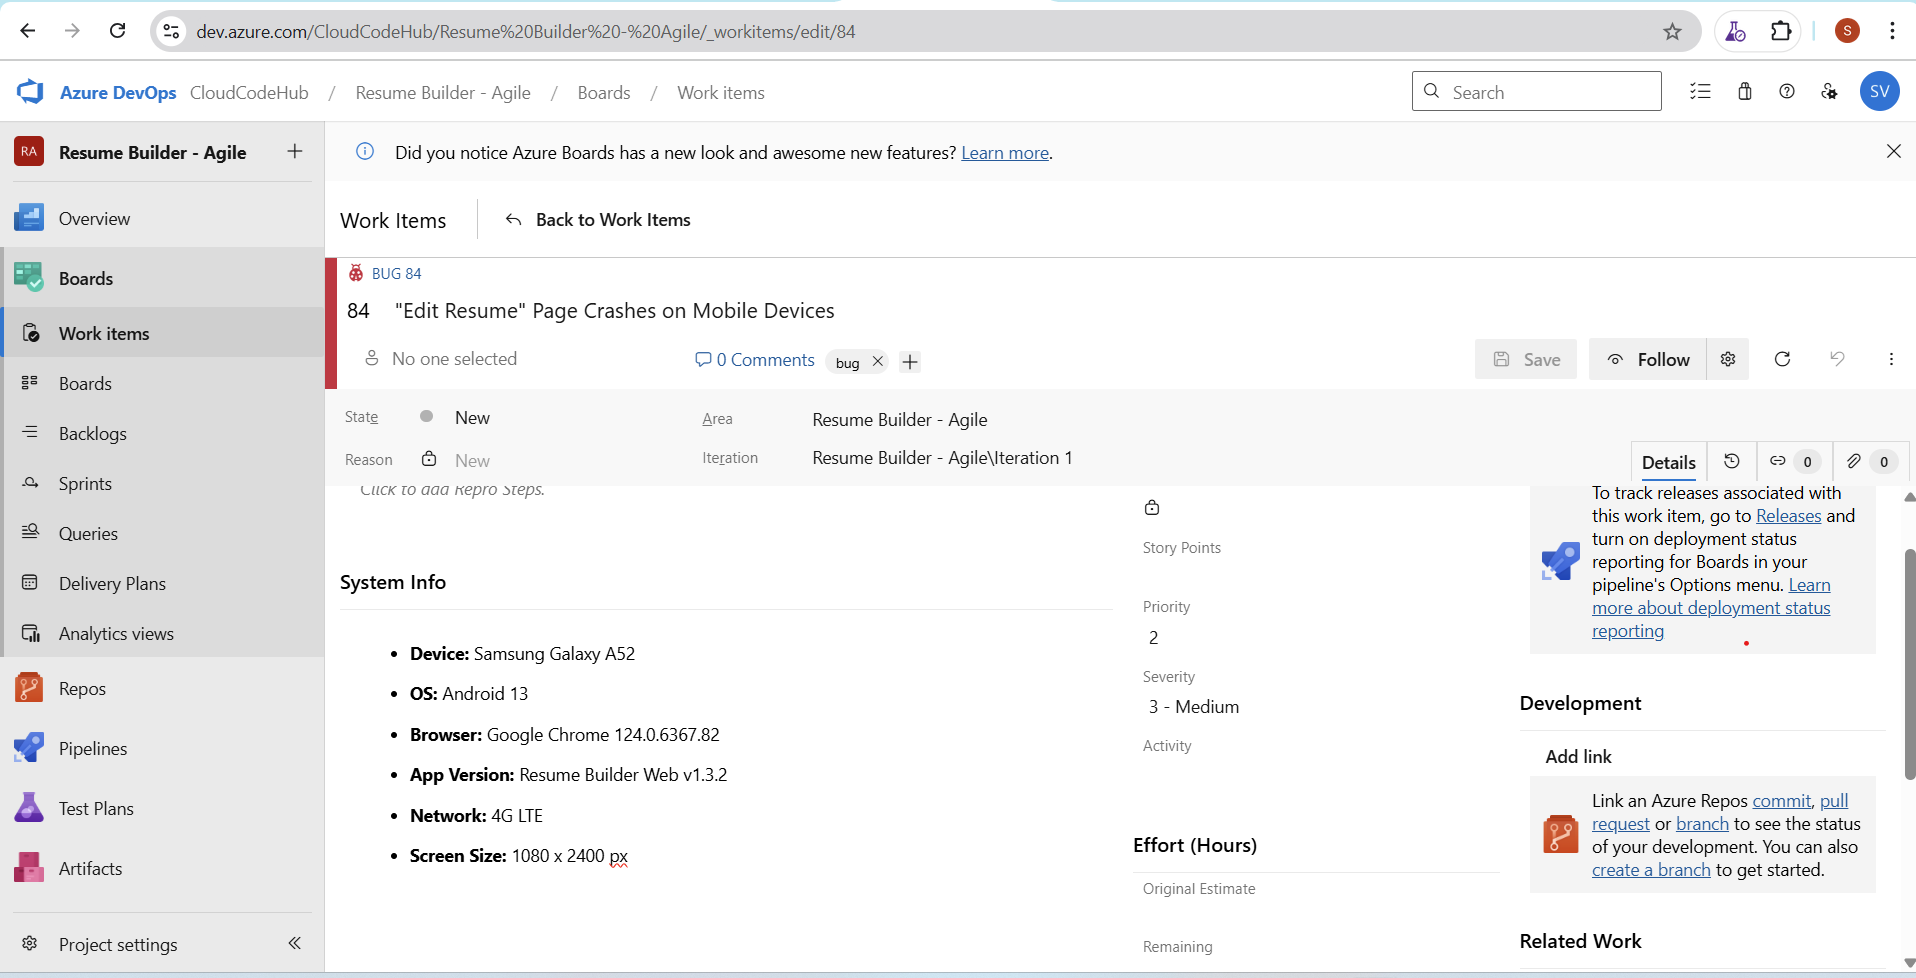 dev.azure.com/CloudCodeHub/Resume%20Builder%20-%20Agile/_workitems/edit/84
S
Azure DevOps CloudCodeHub / Resume Builder - Agile / Boards / Work items
Search
SV
RA Resume Builder - Agile
Overview
Boards
Work items
Boards
Backlogs
Sprints
Queries
Delivery Plans
Analytics views
Repos
Pipelines
Test Plans
Artifacts
Project settings
Did you notice Azure Boards has a new look and awesome new features? Learn more.
Work Items Back to Work Items
BUG 84
84 "Edit Resume" Page Crashes on Mobile Devices
No one selected 0 Comments bug
Save Follow
State New Area Resume Builder - Agile
Reason New Iteration Resume Builder - Agile\Iteration 1
Details 0 0
Click to add Repro Steps.
System Info
• Device: Samsung Galaxy A52
• OS: Android 13
• Browser: Google Chrome 124.0.6367.82
• App Version: Resume Builder Web v1.3.2
• Network: 4G LTE
• Screen Size: 1080 x 2400 px
Story Points
Priority
2
Severity
3 - Medium
Activity
Effort (Hours)
Original Estimate
Remaining
To track releases associated with
this work item, go to Releases and
turn on deployment status
reporting for Boards in your
pipeline's Options menu. Learn
more about deployment status
reporting
Development
Add link
Link an Azure Repos commit, pull
request or branch to see the status
of your development. You can also
create a branch to get started.
Related Work